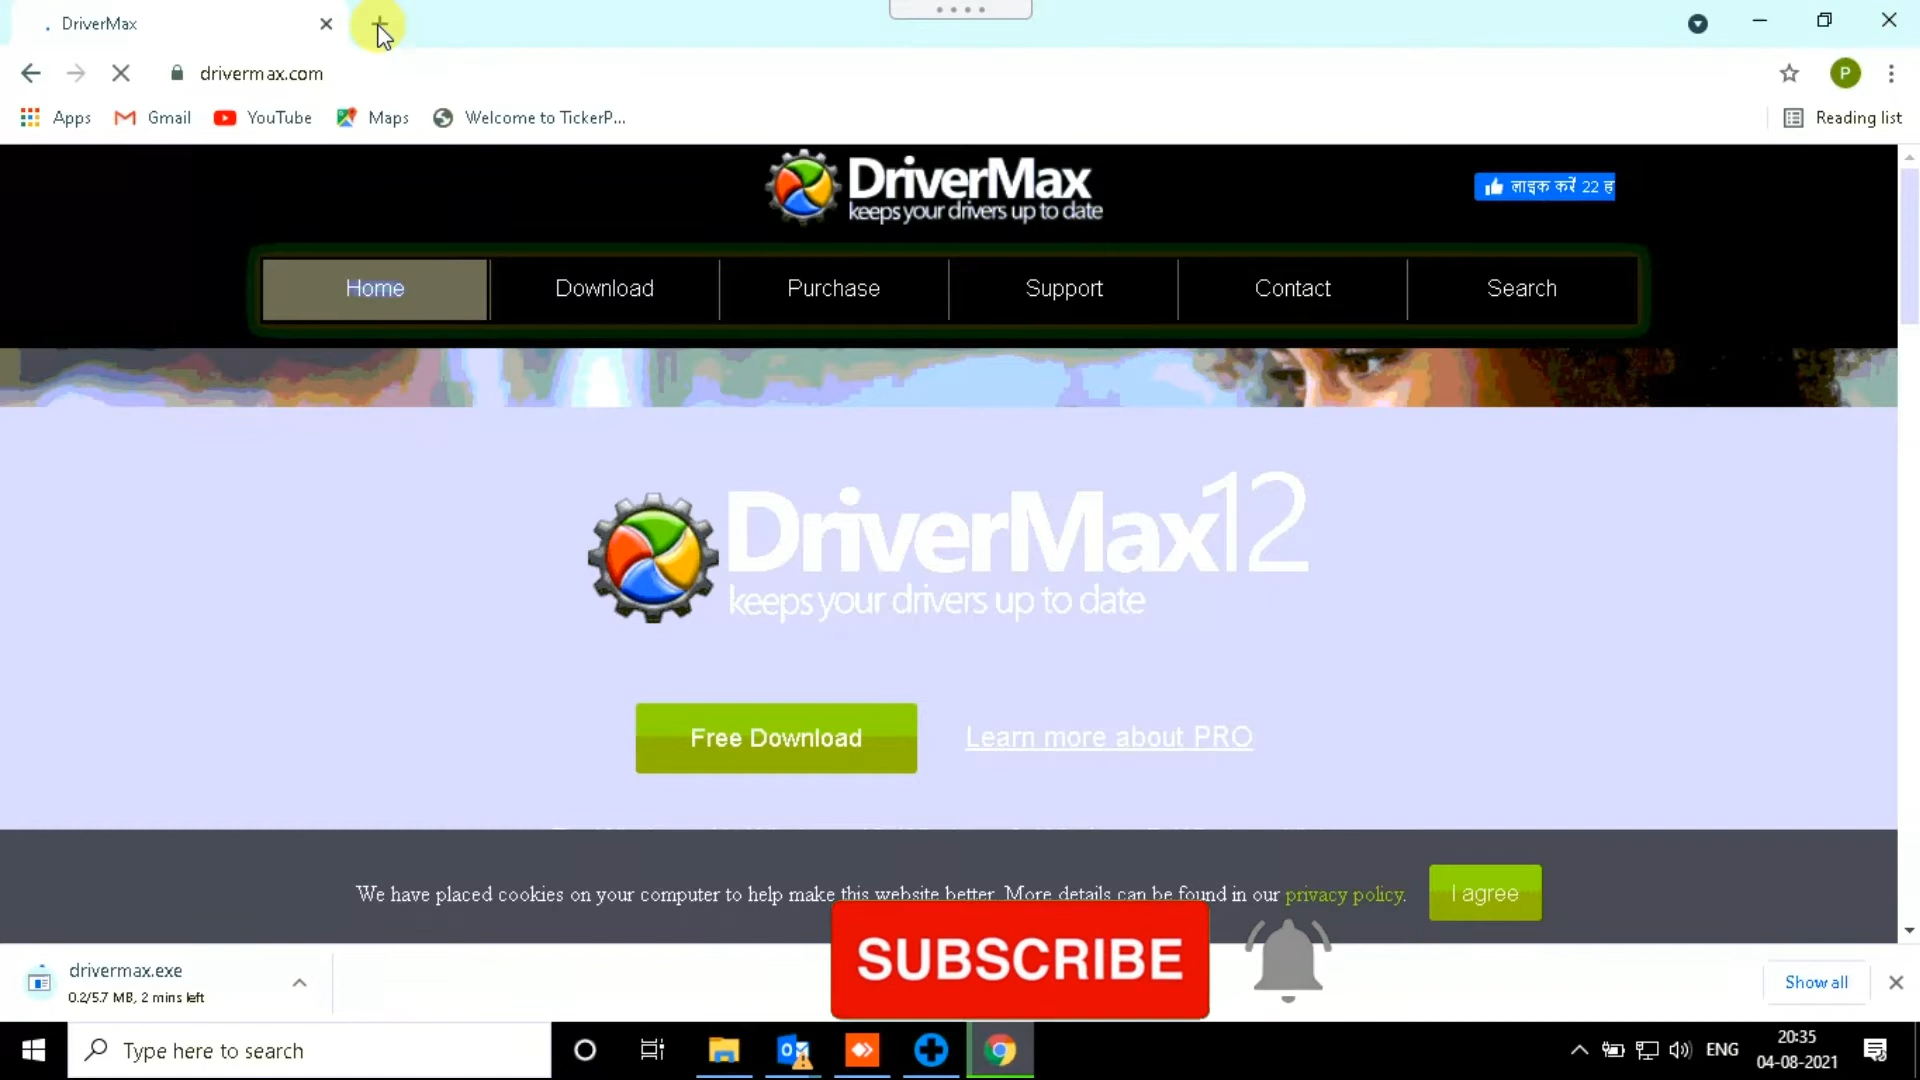 DriverMax
drivermax.com
Apps
Gmail
YouTube
Maps
Welcome to TickerP...
Reading list
P
DriverMax
keeps your drivers up to date
लाइक करें 22 ह
Home
Download
Purchase
Support
Contact
Search
DriverMax12
keeps your drivers up to date
Free Download
Learn more about PRO
We have placed cookies on your computer to help make this website better. More details can be found in our privacy policy.
I agree
SUBSCRIBE
drivermax.exe
0.2/5.7 MB, 2 mins left
Show all
Type here to search
ENG
20:35
04-08-2021